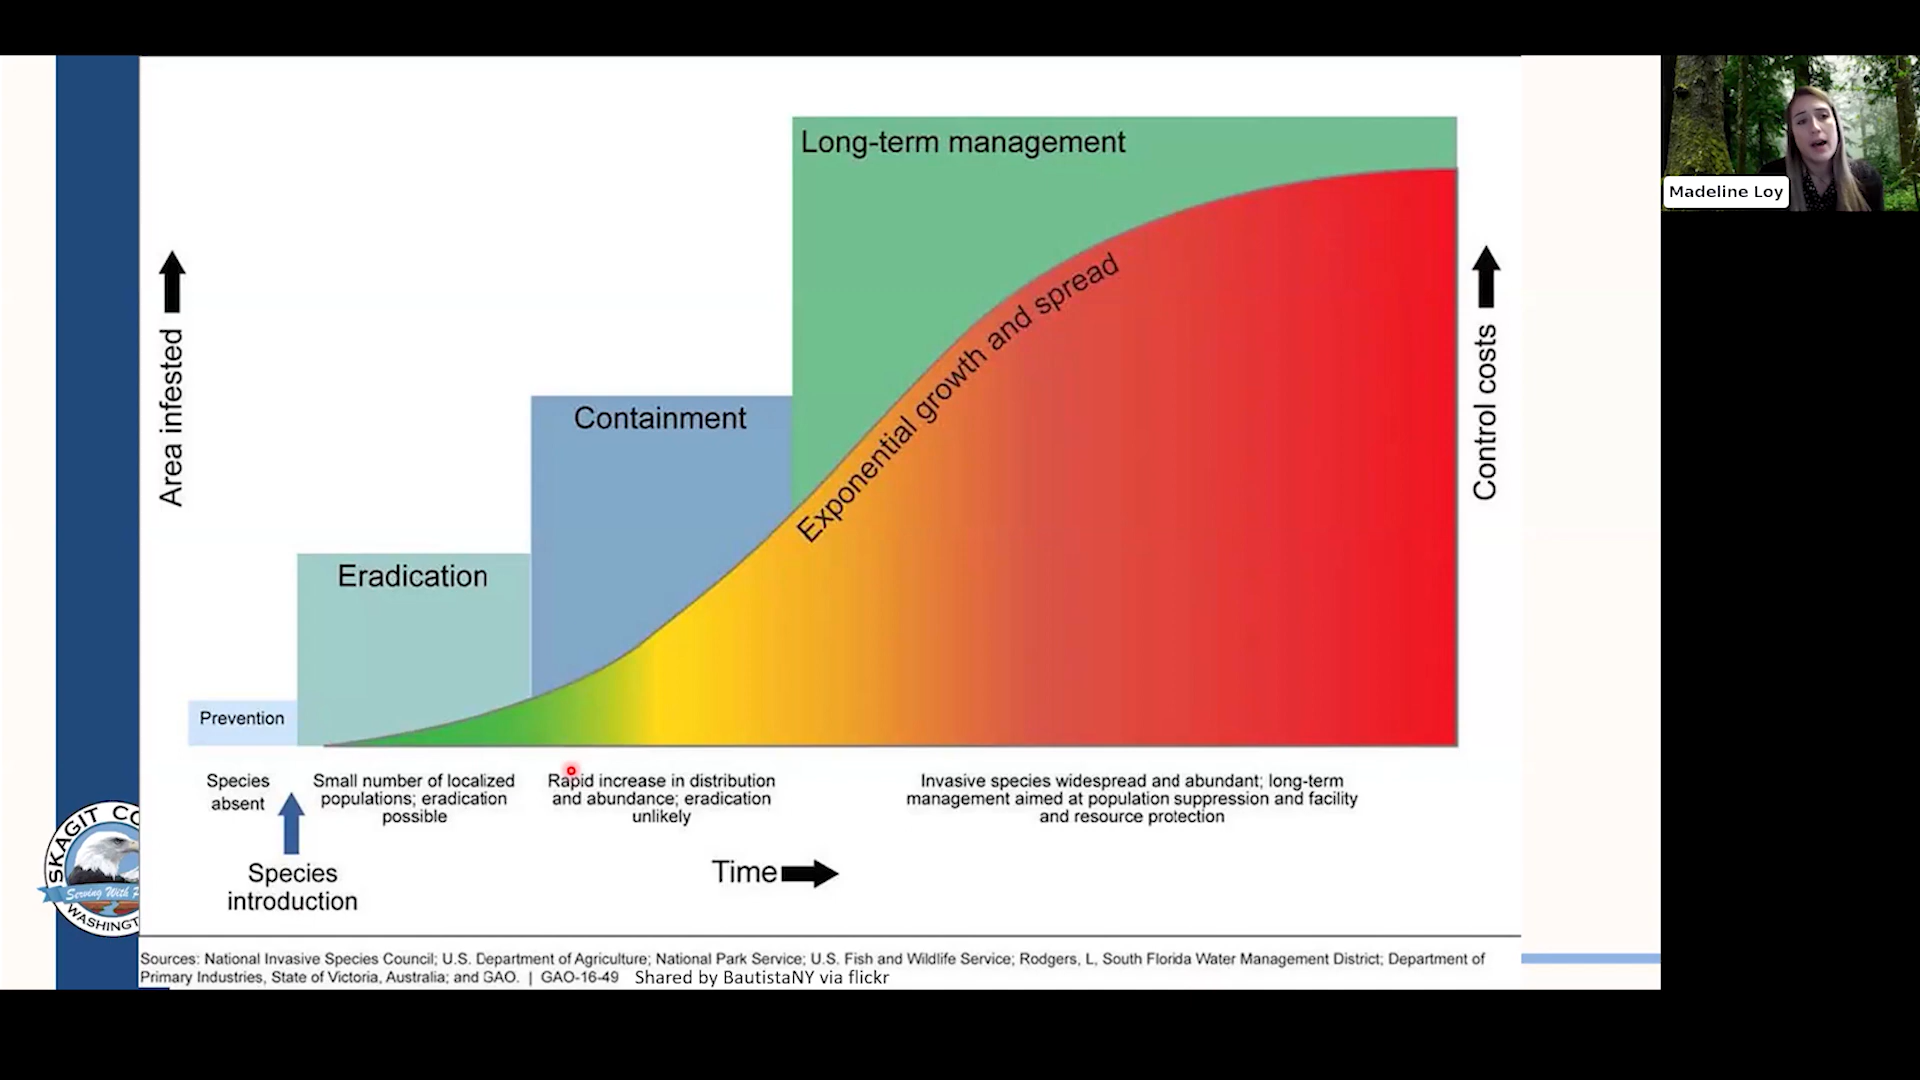 Long-term management
Madeline Loy
Area infested
Control costs
Exponential growth and spread
Containment
Eradication
Prevention
Species
absent
Small number of localized
populations; eradication
possible
Rapid increase in distribution
and abundance; eradication
unlikely
Invasive species widespread and abundant; long-term
management aimed at population suppression and facility
and resource protection
Species
introduction
Time
SKAGIT CO
Serving With P
WASHINGT
Sources: National Invasive Species Council; U.S. Department of Agriculture; National Park Service; U.S. Fish and Wildlife Service; Rodgers, L, South Florida Water Management District; Department of
Primary Industries, State of Victoria, Australia; and GAO. | GAO-16-49 Shared by BautistaNY via flickr